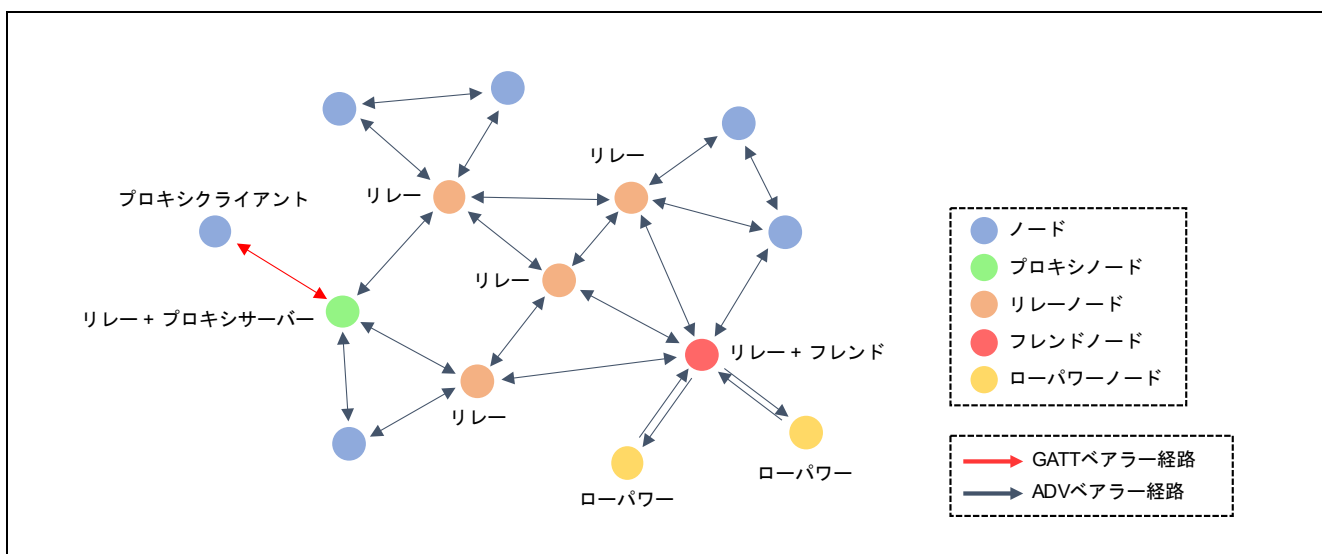 リレー
リレー
プロキシクライアント
リレー
リレー + プロキシサーバー
リレー + フレンド
リレー
ローパワー
ローパワー
ノード
プロキシノード
リレーノード
フレンドノード
ローパワーノード
GATTベアラー経路
ADVベアラー経路